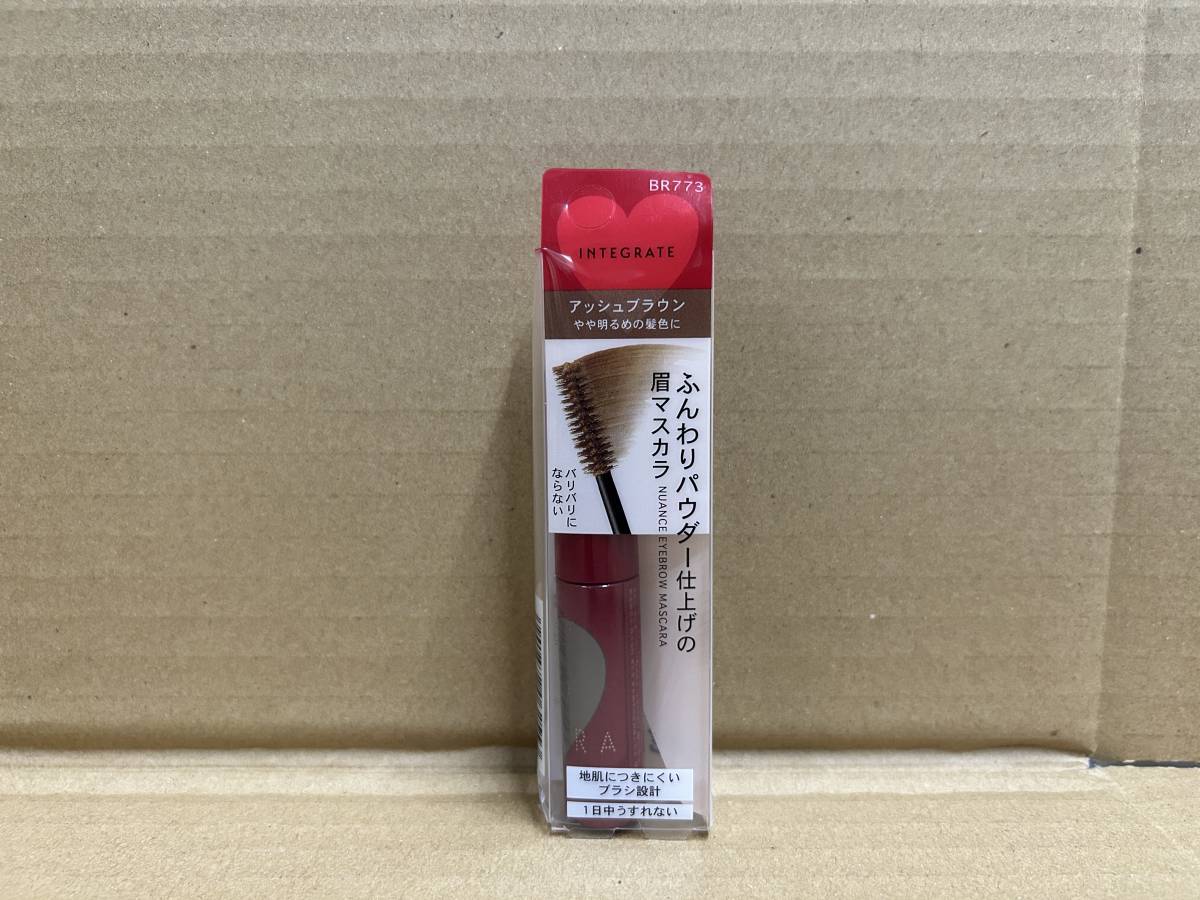 BR773
INTEGRATE
アッシュブラウン
やや明るめの髪色に
ふんわりパウダー仕上げの
眉マスカラ NUANCE EYEBROW MASCARA
バリバリに
ならない
RA
地肌につきにくい
ブラシ設計
1日中うすれない